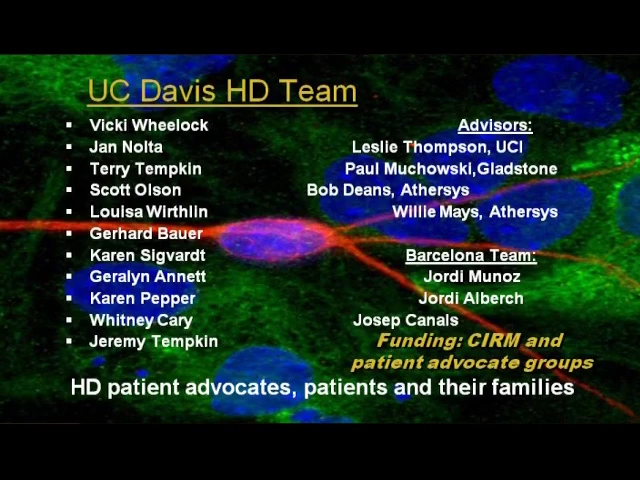 UC Davis HD Team
▪ Vicki Wheelock
▪ Jan Nolta
▪ Terry Tempkin
▪ Scott Olson
▪ Louisa Wirthlin
▪ Gerhard Bauer
▪ Karen Sigvardt
▪ Geralyn Annett
▪ Karen Pepper
▪ Whitney Cary
▪ Jeremy Tempkin
Advisors:
Leslie Thompson, UCI
Paul Muchowski,Gladstone
Bob Deans, Athersys
Willie Mays, Athersys
Barcelona Team:
Jordi Munoz
Jordi Alberch
Josep Canals
Funding: CIRM and
patient advocate groups
HD patient advocates, patients and their families